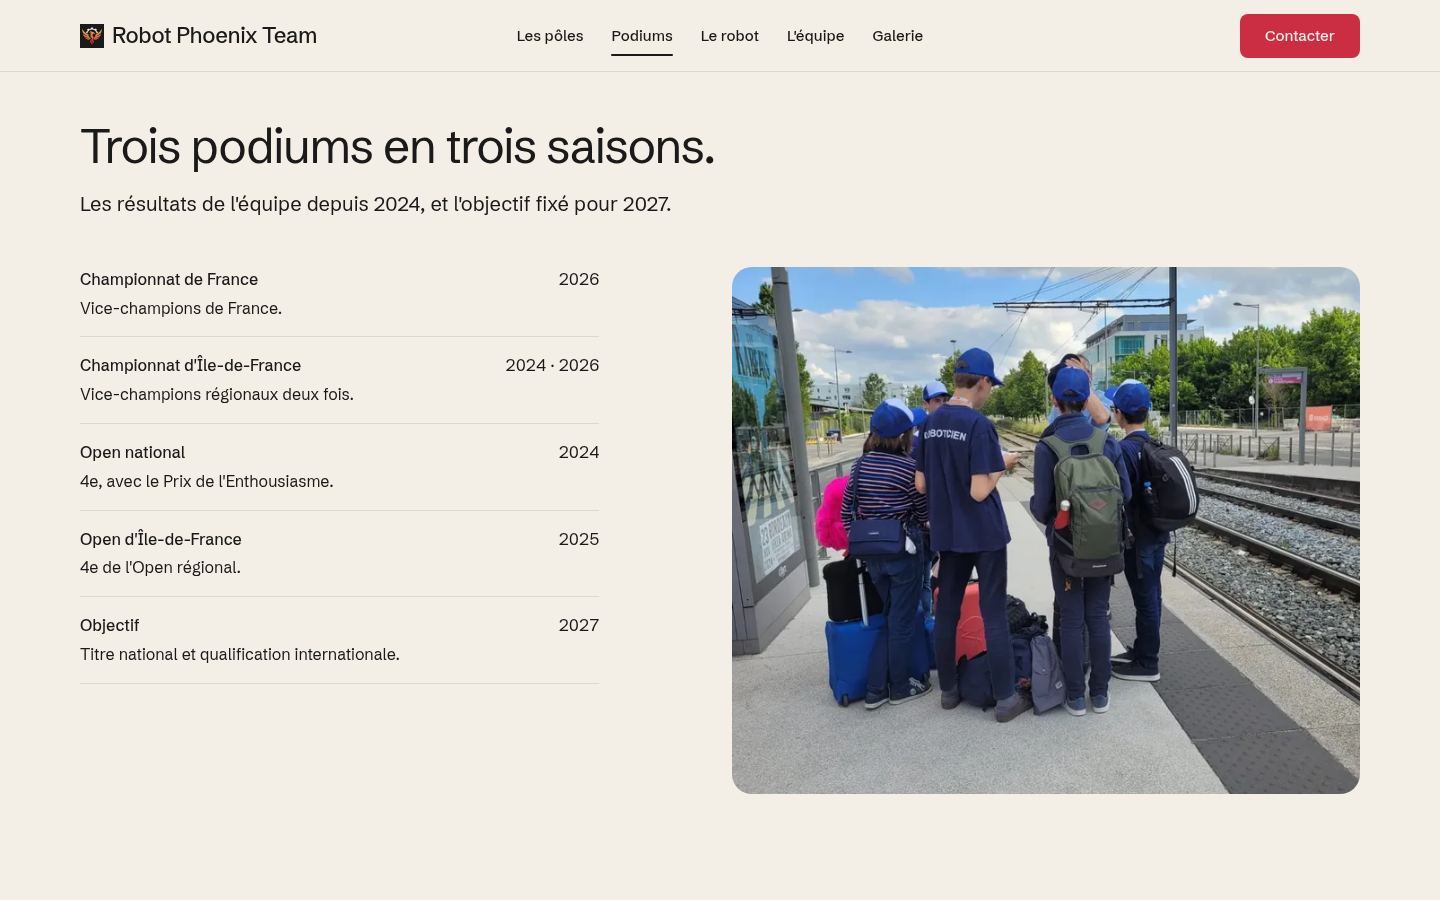 Robot Phoenix Team
Les pôles
Podiums
Le robot
L'équipe
Galerie
Contacter
Trois podiums en trois saisons.
Les résultats de l'équipe depuis 2024, et l'objectif fixé pour 2027.
Championnat de France 2026
Vice-champions de France.
Championnat d'Île-de-France 2024 · 2026
Vice-champions régionaux deux fois.
Open national 2024
4e, avec le Prix de l'Enthousiasme.
Open d'Île-de-France 2025
4e de l'Open régional.
Objectif 2027
Titre national et qualification internationale.